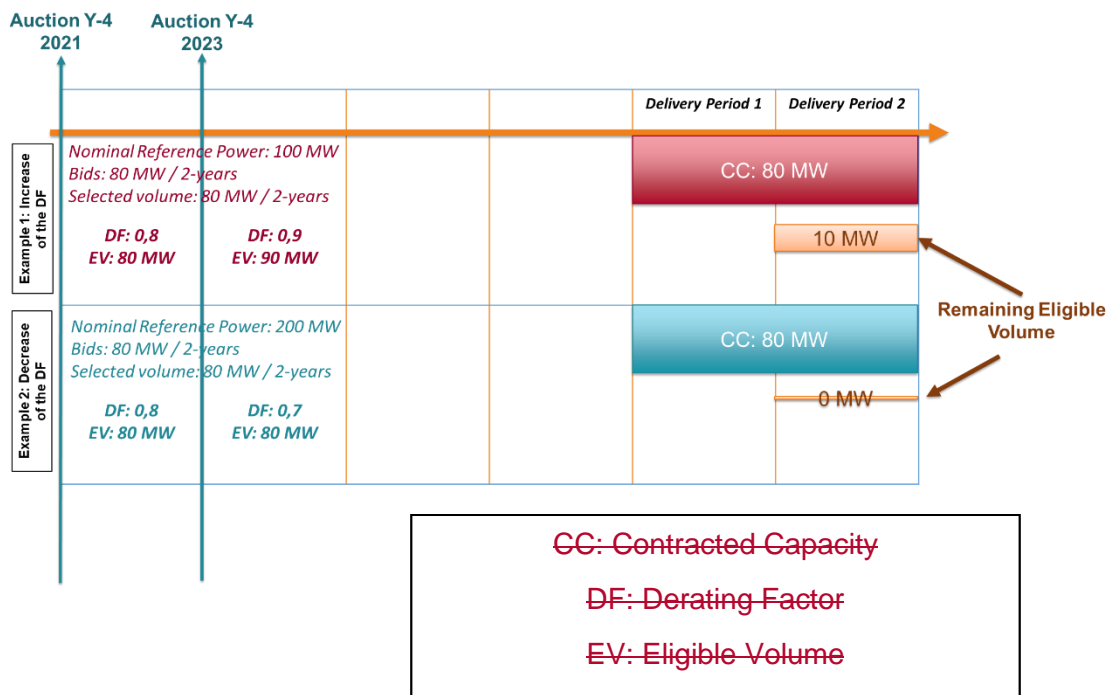 Auction Y-4
2021
Auction Y-4
2023
Delivery Period 1
Delivery Period 2
Example 1: Increase
of the DF
Nominal Reference Power: 100 MW
Bids: 80 MW / 2-years
Selected volume: 80 MW / 2-years
DF: 0,8
EV: 80 MW
DF: 0,9
EV: 90 MW
CC: 80 MW
10 MW
Example 2: Decrease
of the DF
Nominal Reference Power: 200 MW
Bids: 80 MW / 2-years
Selected volume: 80 MW / 2-years
DF: 0,8
EV: 80 MW
DF: 0,7
EV: 80 MW
CC: 80 MW
0 MW
Remaining Eligible
Volume
CC: Contracted Capacity
DF: Derating Factor
EV: Eligible Volume